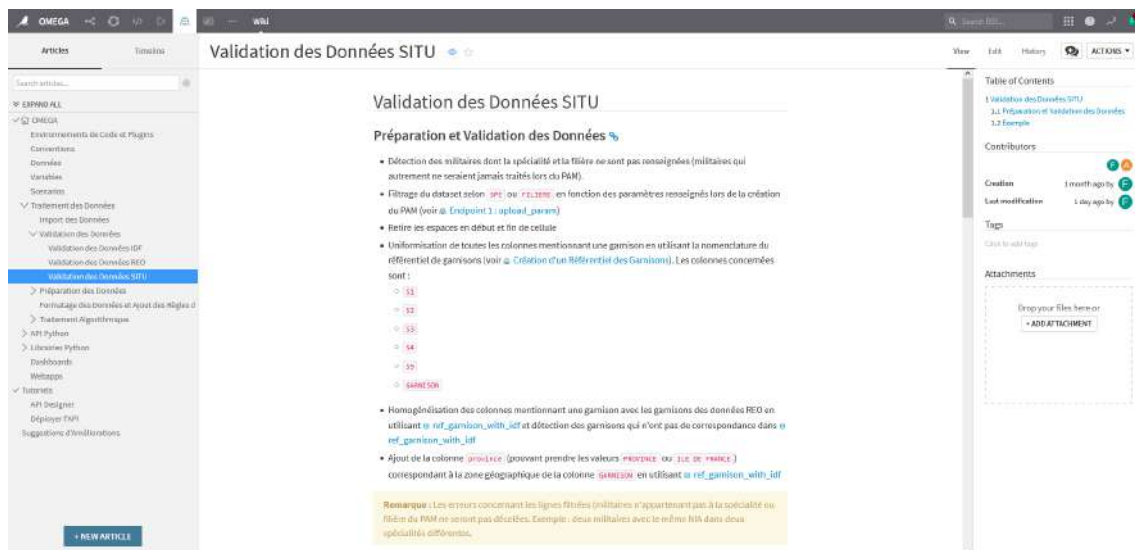 OMEGA
Wiki
Articles
Timeline
Validation des Données SITU
View
Edit
History
ACTIONS
Search articles...
EXPAND ALL
OMEGA
Environnements de Code et Plugins
Conventions
Données
Variables
Scenarios
Traitement des Données
Import des Données
Validation des Données
Validation des Données IDF
Validation des Données REO
Validation des Données SITU
Préparation des Données
Formatage des Données et Ajout des Règles d
Traitement Algorithmique
API Python
Librairies Python
Dashboards
Webapps
Tutoriels
API Designer
Déployer l'API
Suggestions d'Améliorations
+ NEW ARTICLE
Validation des Données SITU
Préparation et Validation des Données
Détection des militaires dont la spécialité et la filière ne sont pas renseignées (militaires qui
autrement ne seraient jamais traités lors du PAM).
Filtrage du dataset selon SPE ou FILIERE en fonction des paramètres renseignés lors de la création
du PAM (voir Endpoint 1 : upload_param)
Retire les espaces en début et fin de cellule
Uniformisation de toutes les colonnes mentionnant une garnison en utilisant la nomenclature du
référentiel de garnisons (voir Création d'un Référentiel des Garnisons). Les colonnes concernées
sont :
S1
S2
S3
S4
S9
GARNISON
Homogénéisation des colonnes mentionnant une garnison avec les garnisons des données REO en
utilisant ref_garnison_with_idf et détection des garnisons qui n'ont pas de correspondance dans
ref_garnison_with_idf
Ajout de la colonne province (pouvant prendre les valeurs PROVINCE ou ILE DE FRANCE)
correspondant à la zone géographique de la colonne GARNISON en utilisant ref_garnison_with_idf
Remarque : Les erreurs concernant les lignes filtrées (militaires n'appartenant pas à la spécialité ou
filière du PAM ne seront pas décelées. Exemple : deux militaires avec le même NIA dans deux
spécialités différentes.
Table of Contents
1 Validation des Données SITU
1.1 Préparation et Validation des Données
1.2 Exemple
Contributors
F
Creation
1 month ago by F
Last modification
1 day ago by F
Tags
Click to add tags
Attachments
Drop your files here or
+ ADD ATTACHMENT